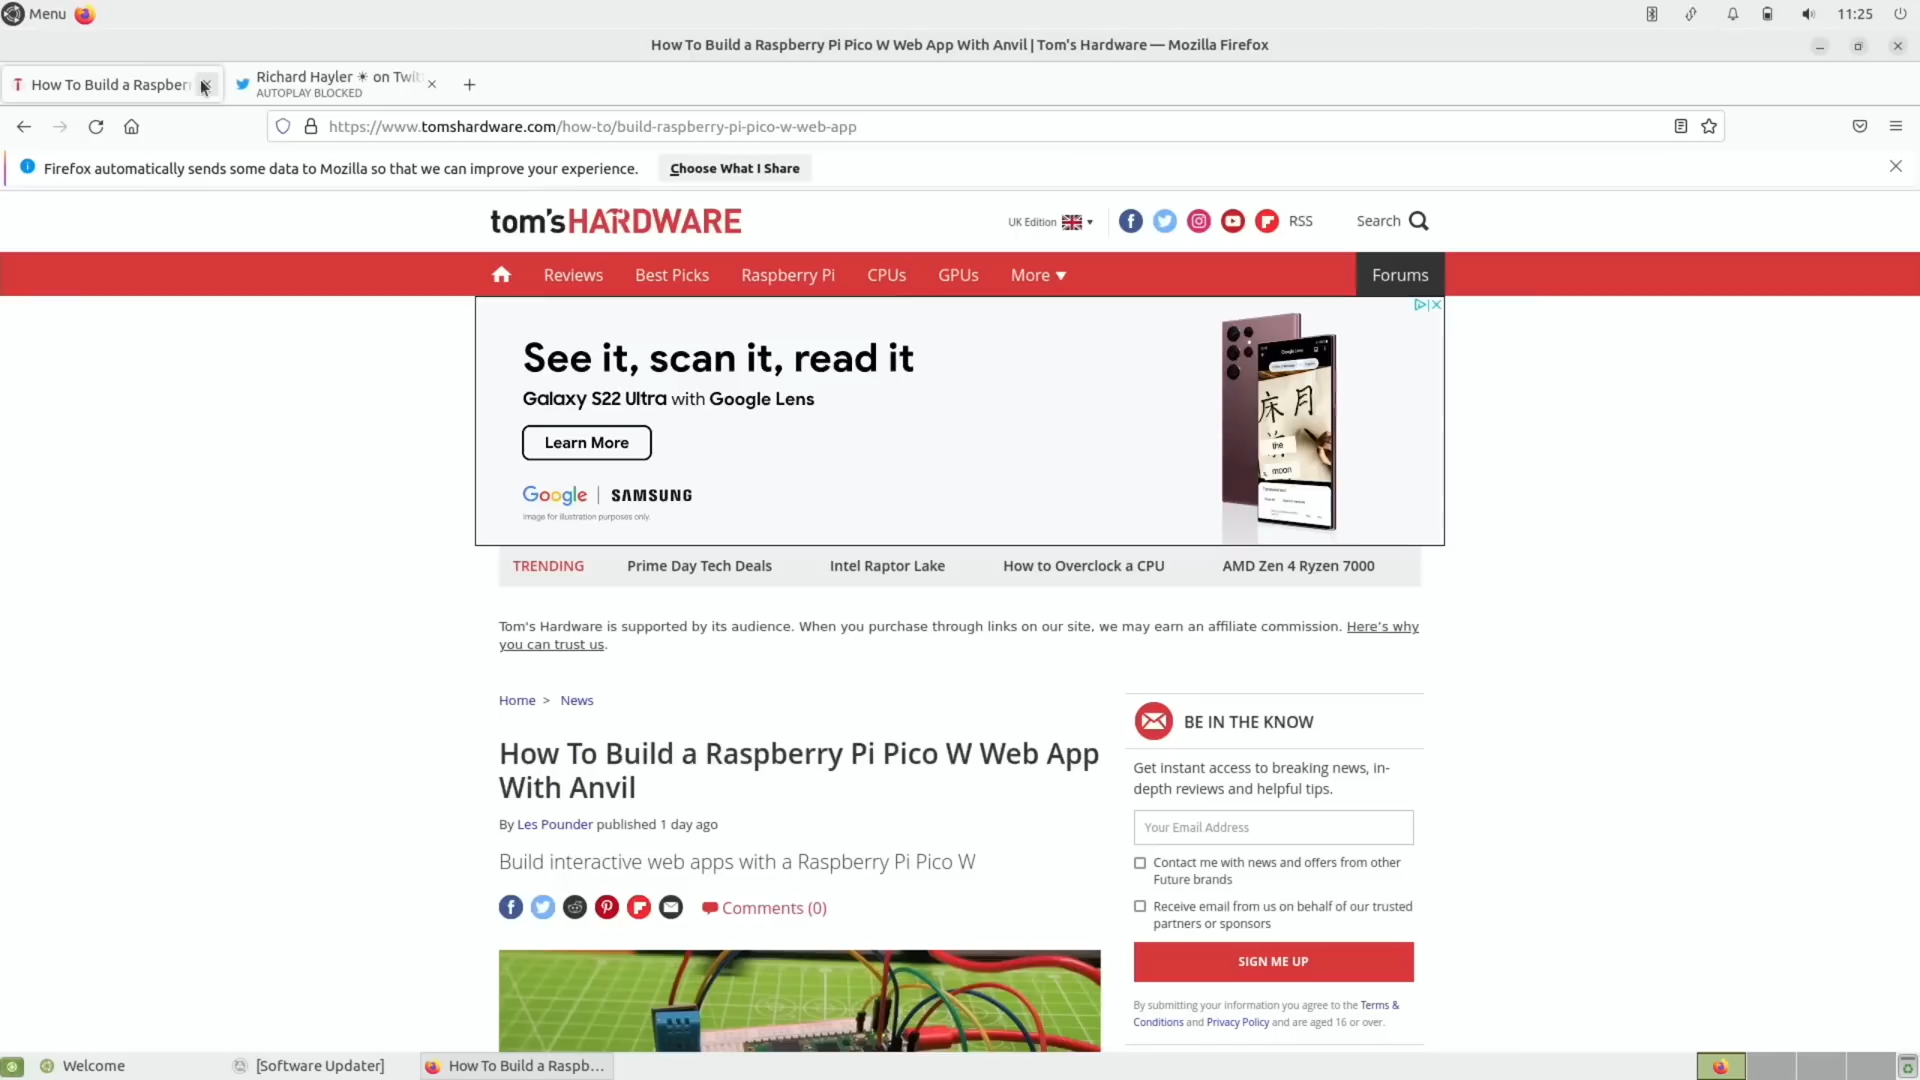 Menu
11:25
How To Build a Raspberry Pi Pico W Web App With Anvil | Tom's Hardware — Mozilla Firefox
How To Build a Raspber
Richard Hayler ☀ on Twit
AUTOPLAY BLOCKED
https://www.tomshardware.com/how-to/build-raspberry-pi-pico-w-web-app
Firefox automatically sends some data to Mozilla so that we can improve your experience.
Choose What I Share
tom'sHARDWARE
UK Edition
RSS
Search
Reviews
Best Picks
Raspberry Pi
CPUs
GPUs
More
Forums
See it, scan it, read it
Galaxy S22 Ultra with Google Lens
Learn More
Google | SAMSUNG
Image for illustration purposes only.
床月
the
moon
TRENDING
Prime Day Tech Deals
Intel Raptor Lake
How to Overclock a CPU
AMD Zen 4 Ryzen 7000
Tom's Hardware is supported by its audience. When you purchase through links on our site, we may earn an affiliate commission. Here's why
you can trust us.
Home > News
How To Build a Raspberry Pi Pico W Web App
With Anvil
By Les Pounder published 1 day ago
Build interactive web apps with a Raspberry Pi Pico W
Comments (0)
BE IN THE KNOW
Get instant access to breaking news, in-
depth reviews and helpful tips.
Your Email Address
Contact me with news and offers from other
Future brands
Receive email from us on behalf of our trusted
partners or sponsors
SIGN ME UP
By submitting your information you agree to the Terms &
Conditions and Privacy Policy and are aged 16 or over.
Welcome
[Software Updater]
How To Build a Raspb...